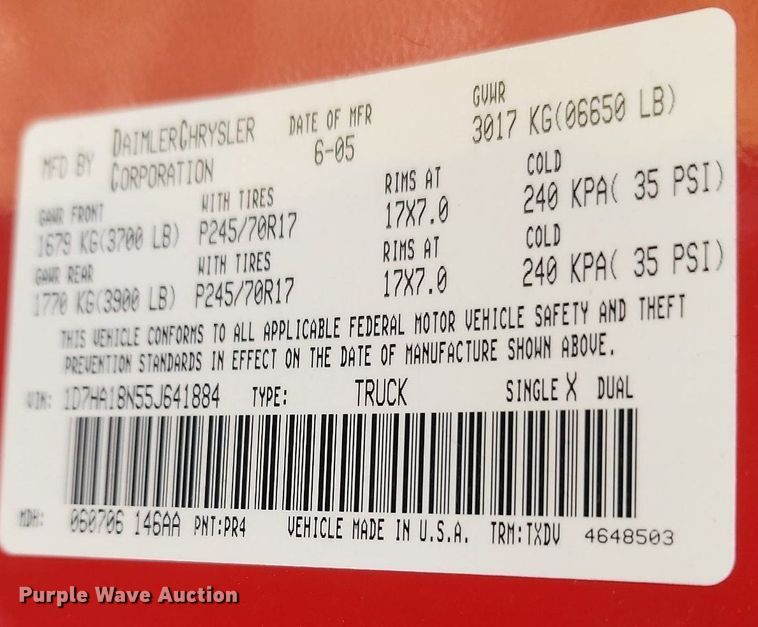 MFD BY DAIMLERCHRYSLER CORPORATION DATE OF MFR 6-05 GVWR 3017 KG(06650 LB)
GAWR FRONT WITH TIRES RIMS AT COLD
1679 KG(3700 LB) P245/70R17 17X7.0 240 KPA( 35 PSI)
GAWR REAR WITH TIRES RIMS AT COLD
1770 KG(3900 LB) P245/70R17 17X7.0 240 KPA( 35 PSI)
THIS VEHICLE CONFORMS TO ALL APPLICABLE FEDERAL MOTOR VEHICLE SAFETY AND THEFT
PREVENTION STANDARDS IN EFFECT ON THE DATE OF MANUFACTURE SHOWN ABOVE.
VIN: 1D7HA18N55J641884 TYPE: TRUCK SINGLE X DUAL
MDH: 060706 146AA PNT:PR4 VEHICLE MADE IN U.S.A. TRM:TXDV 4648503
Purple Wave Auction